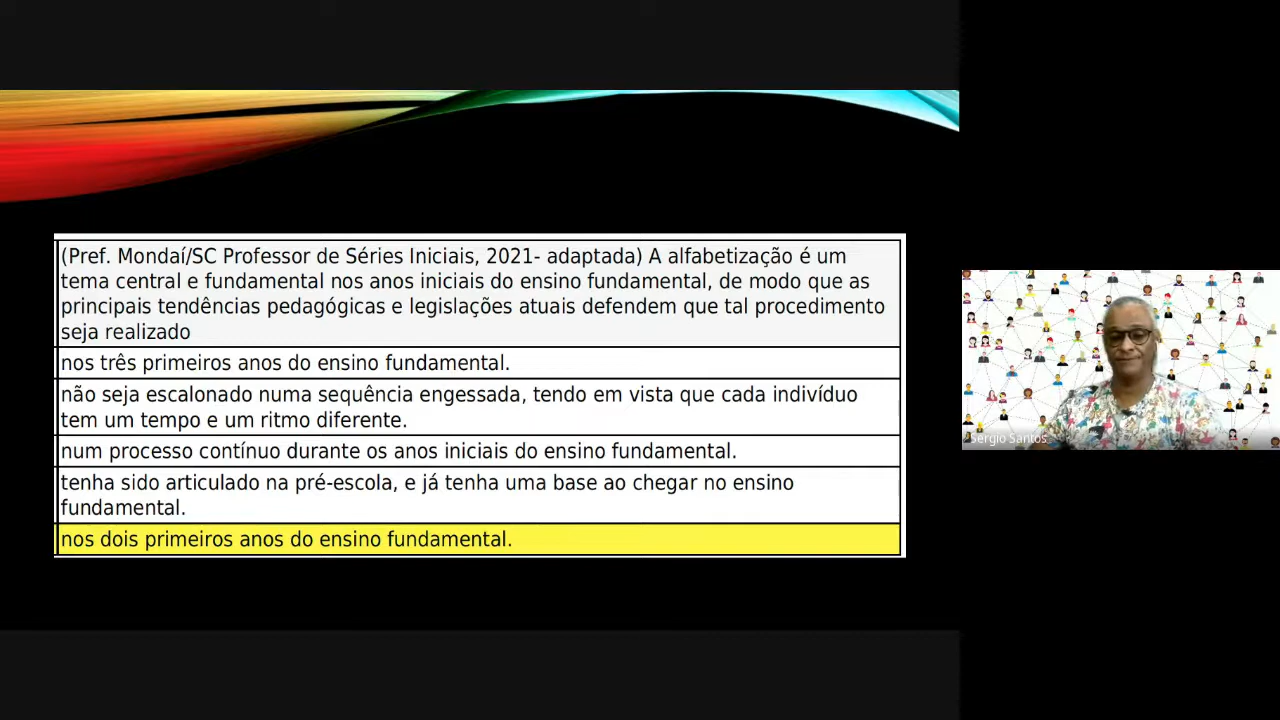 (Pref. Mondaí/SC Professor de Séries Iniciais, 2021- adaptada) A alfabetização é um
tema central e fundamental nos anos iniciais do ensino fundamental, de modo que as
principais tendências pedagógicas e legislações atuais defendem que tal procedimento
seja realizado
nos três primeiros anos do ensino fundamental.
não seja escalonado numa sequência engessada, tendo em vista que cada indivíduo
tem um tempo e um ritmo diferente.
num processo contínuo durante os anos iniciais do ensino fundamental.
tenha sido articulado na pré-escola, e já tenha uma base ao chegar no ensino
fundamental.
nos dois primeiros anos do ensino fundamental.
Sergio Santos